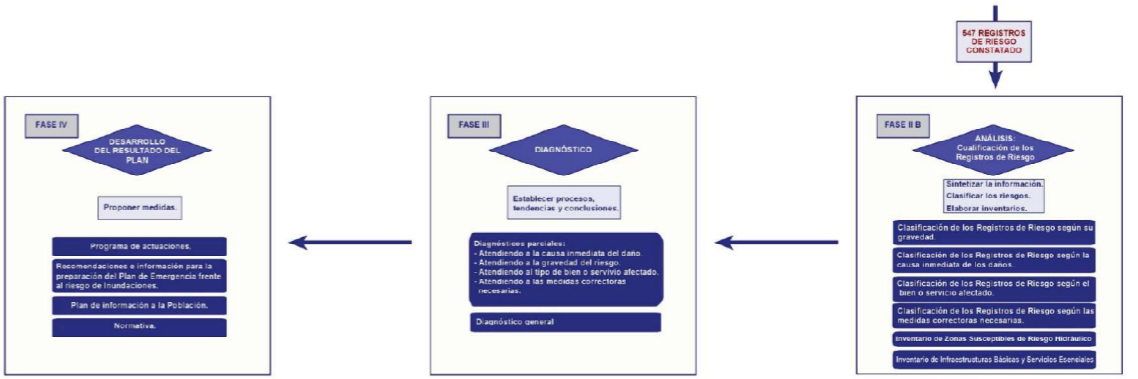 547 REGISTROS
DE RIESGO
CONSTATADO
FASE IV
DESARROLLO
DEL RESULTADO DEL
PLAN
Proponer medidas.
Programa de actuaciones.
Recomendaciones e información para la
preparación del Plan de Emergencia frente
al riesgo de Inundaciones.
Plan de información a la Población.
Normativa.
FASE III
DIAGNÓSTICO
Establecer procesos,
tendencias y conclusiones.
Diagnósticos parciales:
- Atendiendo a la causa inmediata del daño.
- Atendiendo a la gravedad del riesgo.
- Atendiendo al tipo de bien o servivio afectado.
- Atendiendo a las medidas correctoras
necesarias.
Diagnóstico general
FASE II B
ANÁLISIS:
Cualificación de los
Registros de Riesgo
Sintetizar la información.
Clasificar los riesgos.
Elaborar inventarios.
Clasificación de los Registros de Riesgo según su
gravedad.
Clasificación de los Registros de Riesgo según la
causa inmediata de los daños.
Clasificación de los Registros de Riesgo según el
bien o servicio afectado.
Clasificación de los Registros de Riesgo según las
medidas correctoras necesarias.
Inventario de Zonas Susceptibles de Riesgo Hidráulico
Inventario de Infraestructuras Básicas y Servicios Esenciales